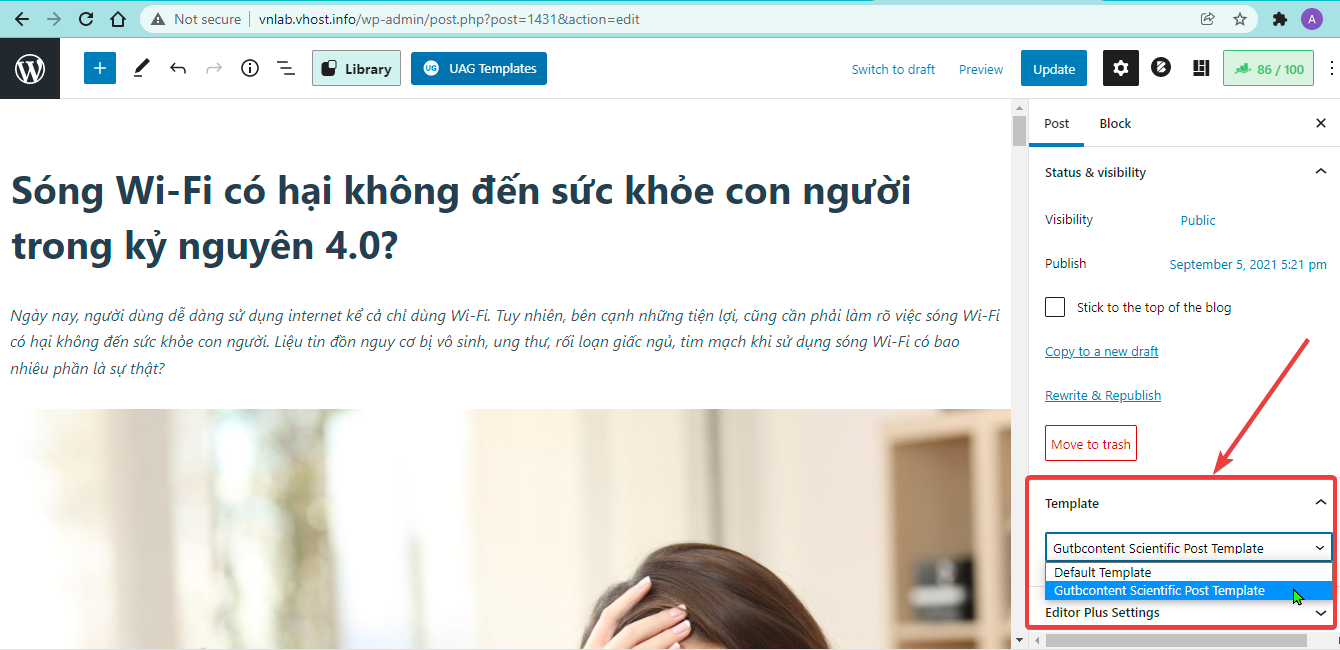 Not secure vnlab.vhost.info/wp-admin/post.php?post=1431&action=edit A
+ Library UG UAG Templates Switch to draft Preview Update 86 / 100
Post Block
Sóng Wi-Fi có hại không đến sức khỏe con người
trong kỷ nguyên 4.0?
Ngày nay, người dùng dễ dàng sử dụng internet kể cả chỉ dùng Wi-Fi. Tuy nhiên, bên cạnh những tiện lợi, cũng cần phải làm rõ việc sóng Wi-Fi
có hại không đến sức khỏe con người. Liệu tin đồn nguy cơ bị vô sinh, ung thư, rối loạn giấc ngủ, tim mạch khi sử dụng sóng Wi-Fi có bao
nhiêu phần là sự thật?
Status & visibility
Visibility Public
Publish September 5, 2021 5:21 pm
Stick to the top of the blog
Copy to a new draft
Rewrite & Republish
Move to trash
Template
Gutbcontent Scientific Post Template
Default Template
Gutbcontent Scientific Post Template
Editor Plus Settings